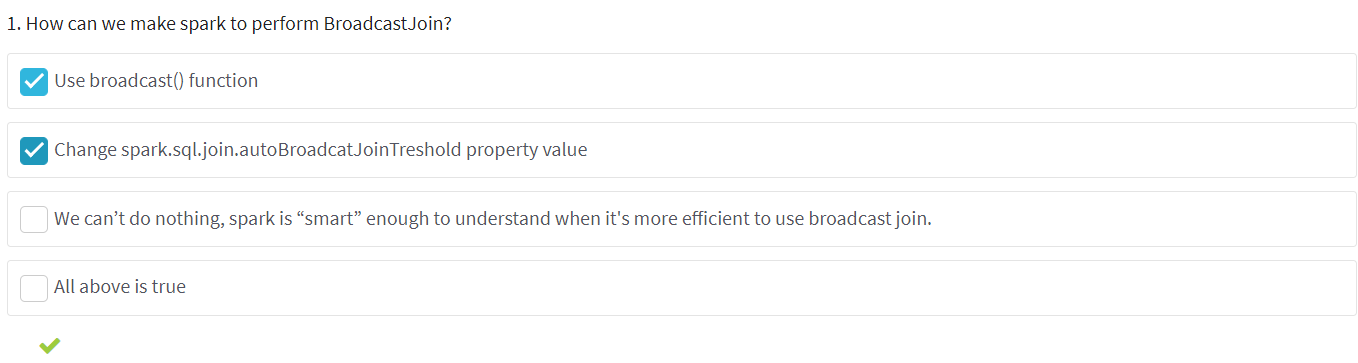 1. How can we make spark to perform BroadcastJoin?
Use broadcast() function
Change spark.sql.join.autoBroadcatJoinTreshold property value
We can’t do nothing, spark is “smart” enough to understand when it's more efficient to use broadcast join.
All above is true